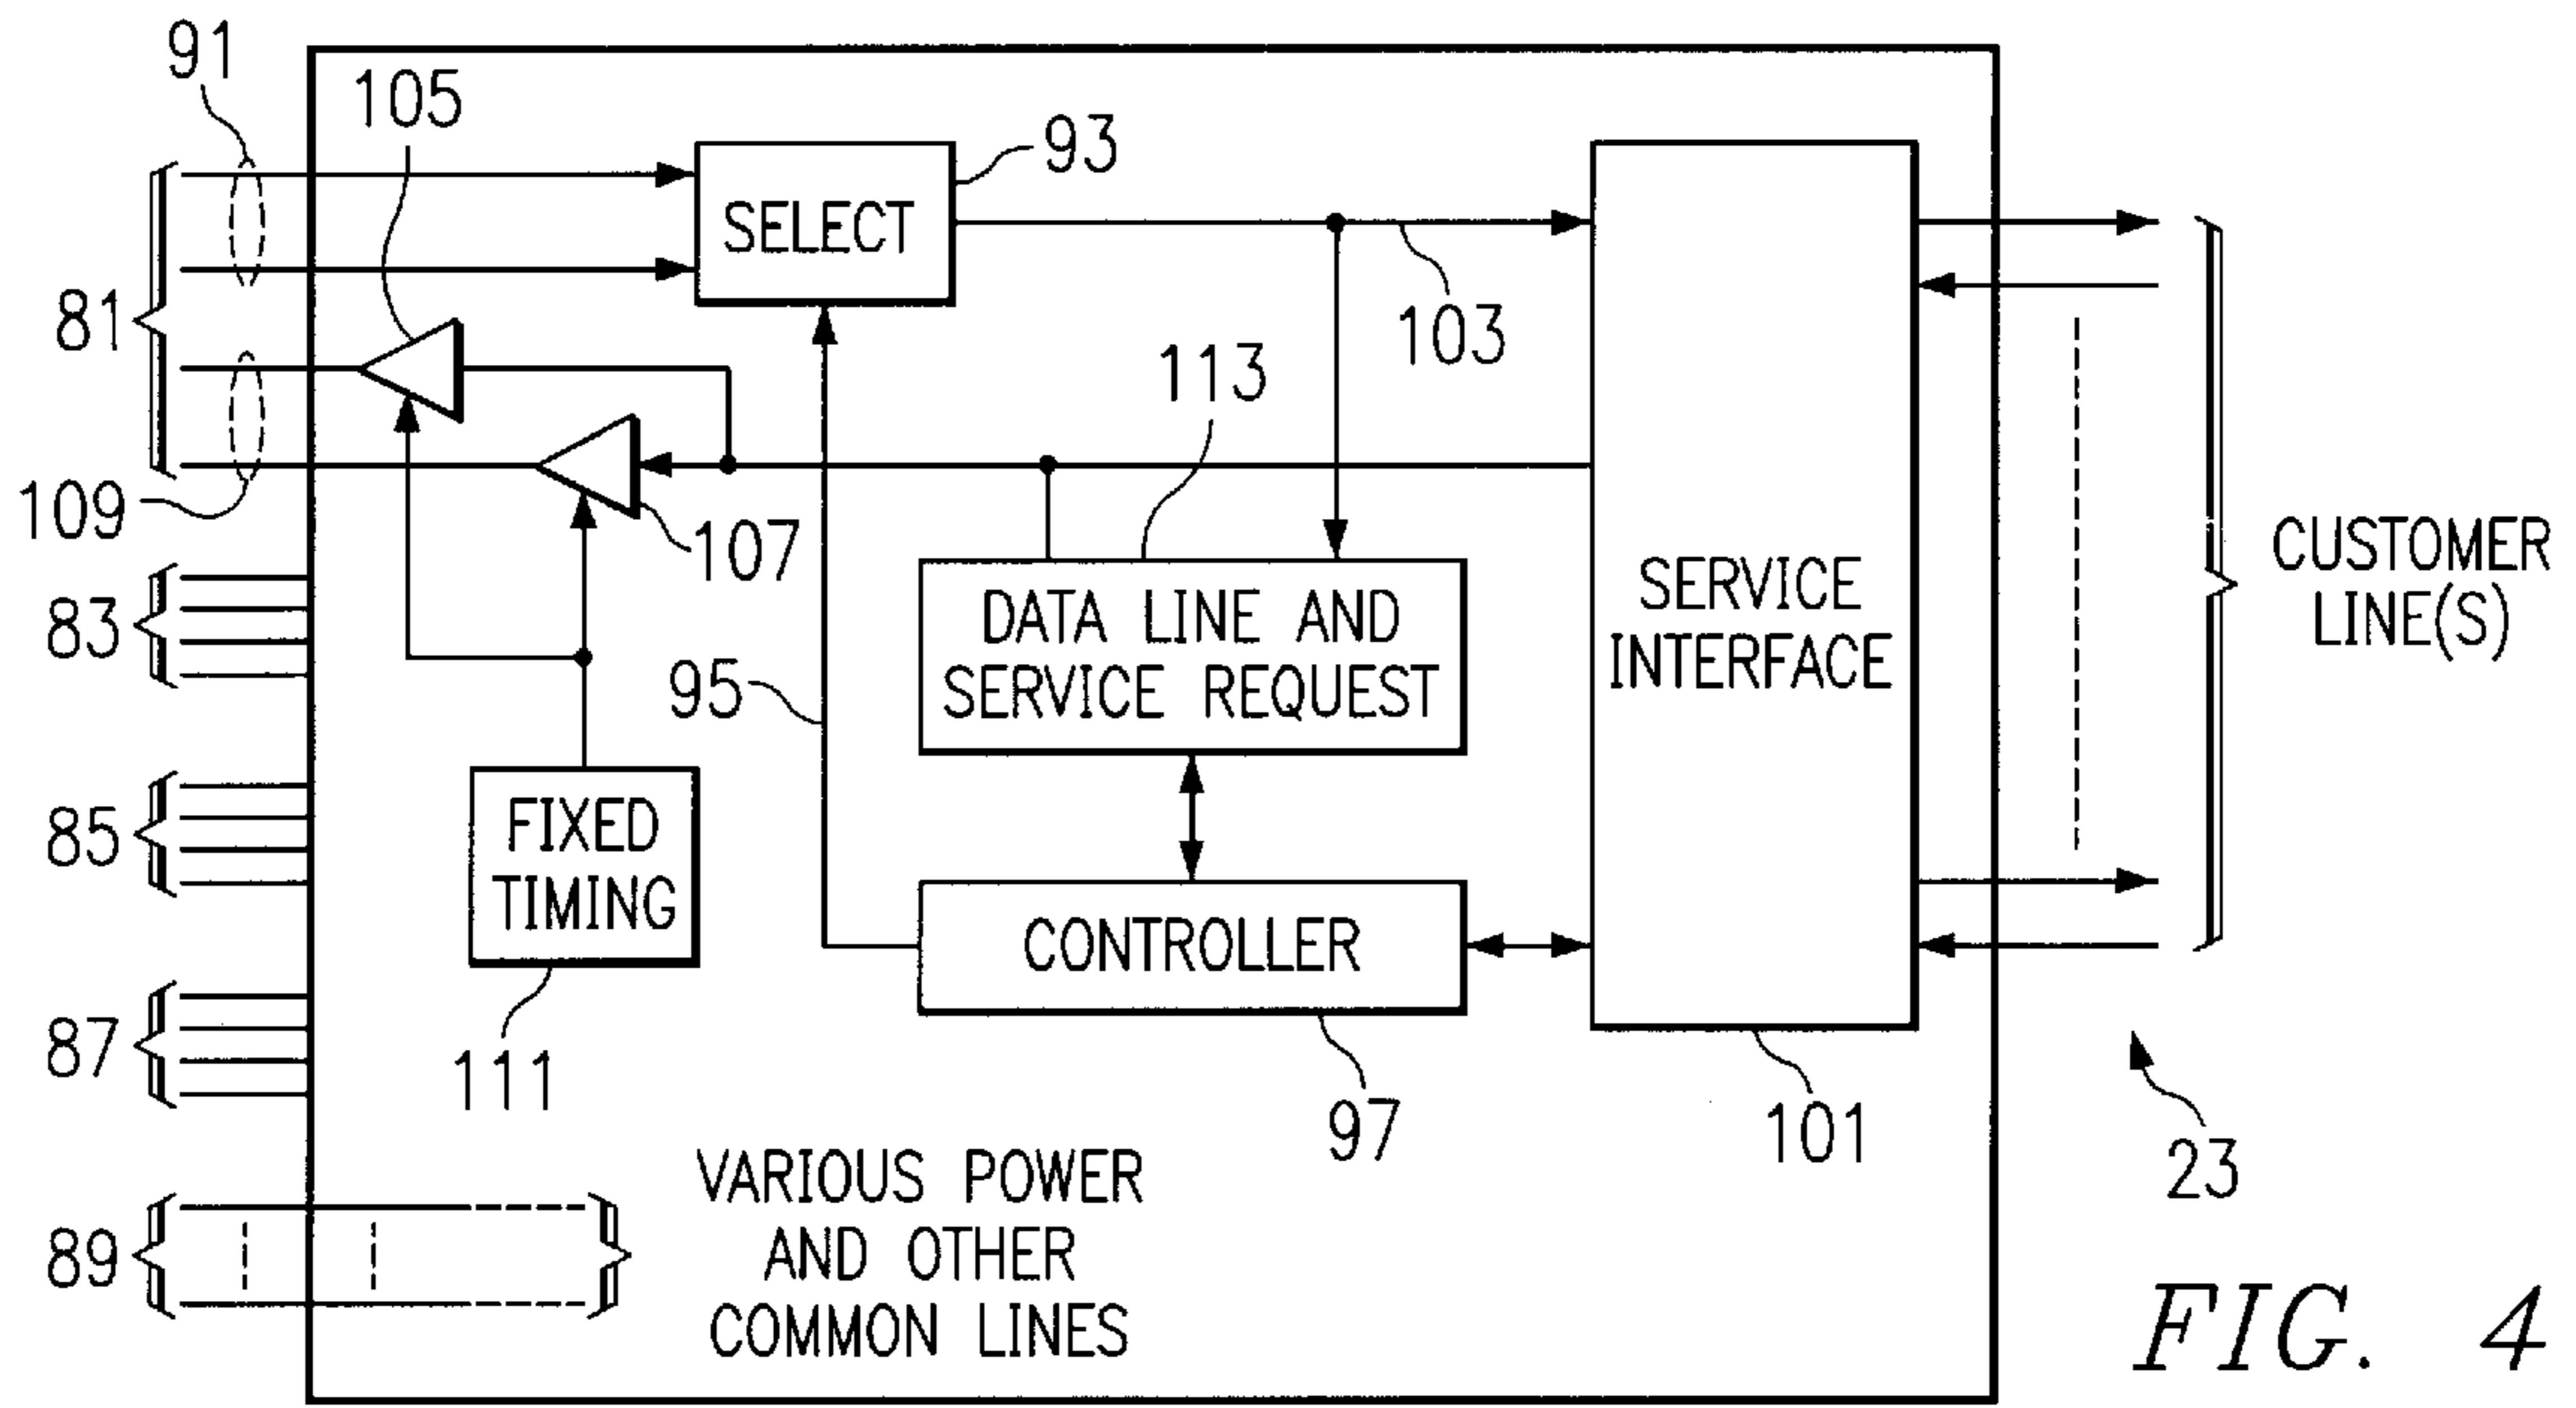 91
105
93
SELECT
81
103
113
109
107
CUSTOMER
LINE(S)
83
DATA LINE AND
SERVICE REQUEST
SERVICE
INTERFACE
95
85
FIXED
TIMING
CONTROLLER
87
111
97
101
23
89
VARIOUS POWER
AND OTHER
COMMON LINES
FIG. 4